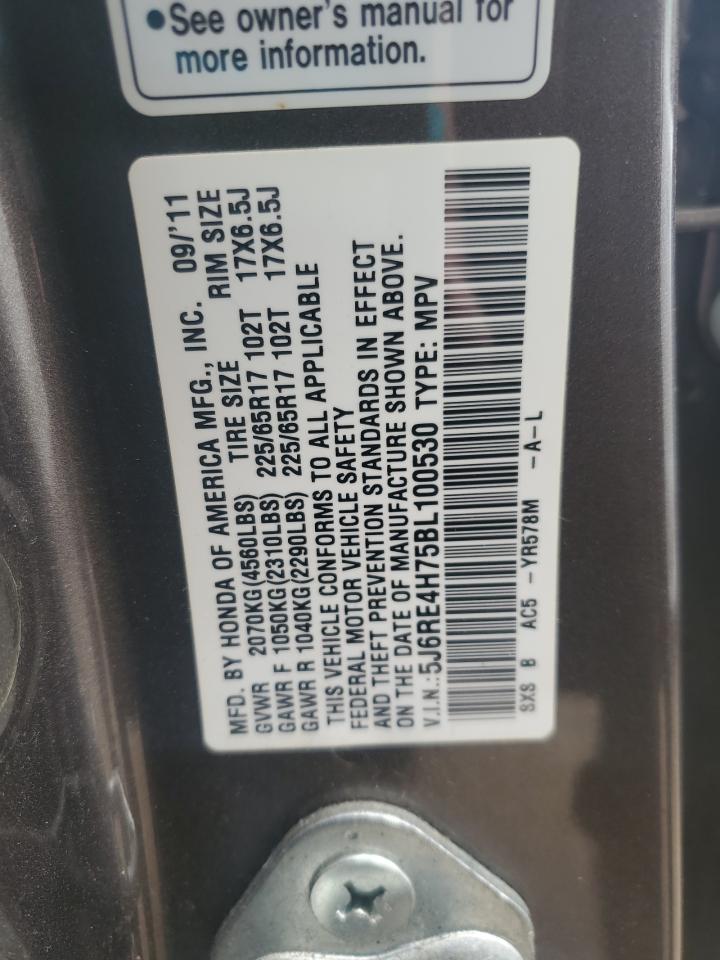 •See owner's manual for
more information.
MFD. BY HONDA OF AMERICA MFG., INC. 09/'11
GVWR 2070KG(4560LBS) TIRE SIZE RIM SIZE
GAWR F 1050KG(2310LBS) 225/65R17 102T 17X6.5J
GAWR R 1040KG(2290LBS) 225/65R17 102T 17X6.5J
THIS VEHICLE CONFORMS TO ALL APPLICABLE
FEDERAL MOTOR VEHICLE SAFETY
AND THEFT PREVENTION STANDARDS IN EFFECT
ON THE DATE OF MANUFACTURE SHOWN ABOVE.
V.I.N.:5J6RE4H75BL100530 TYPE: MPV
SXS B AC5 -YR578M -A-L